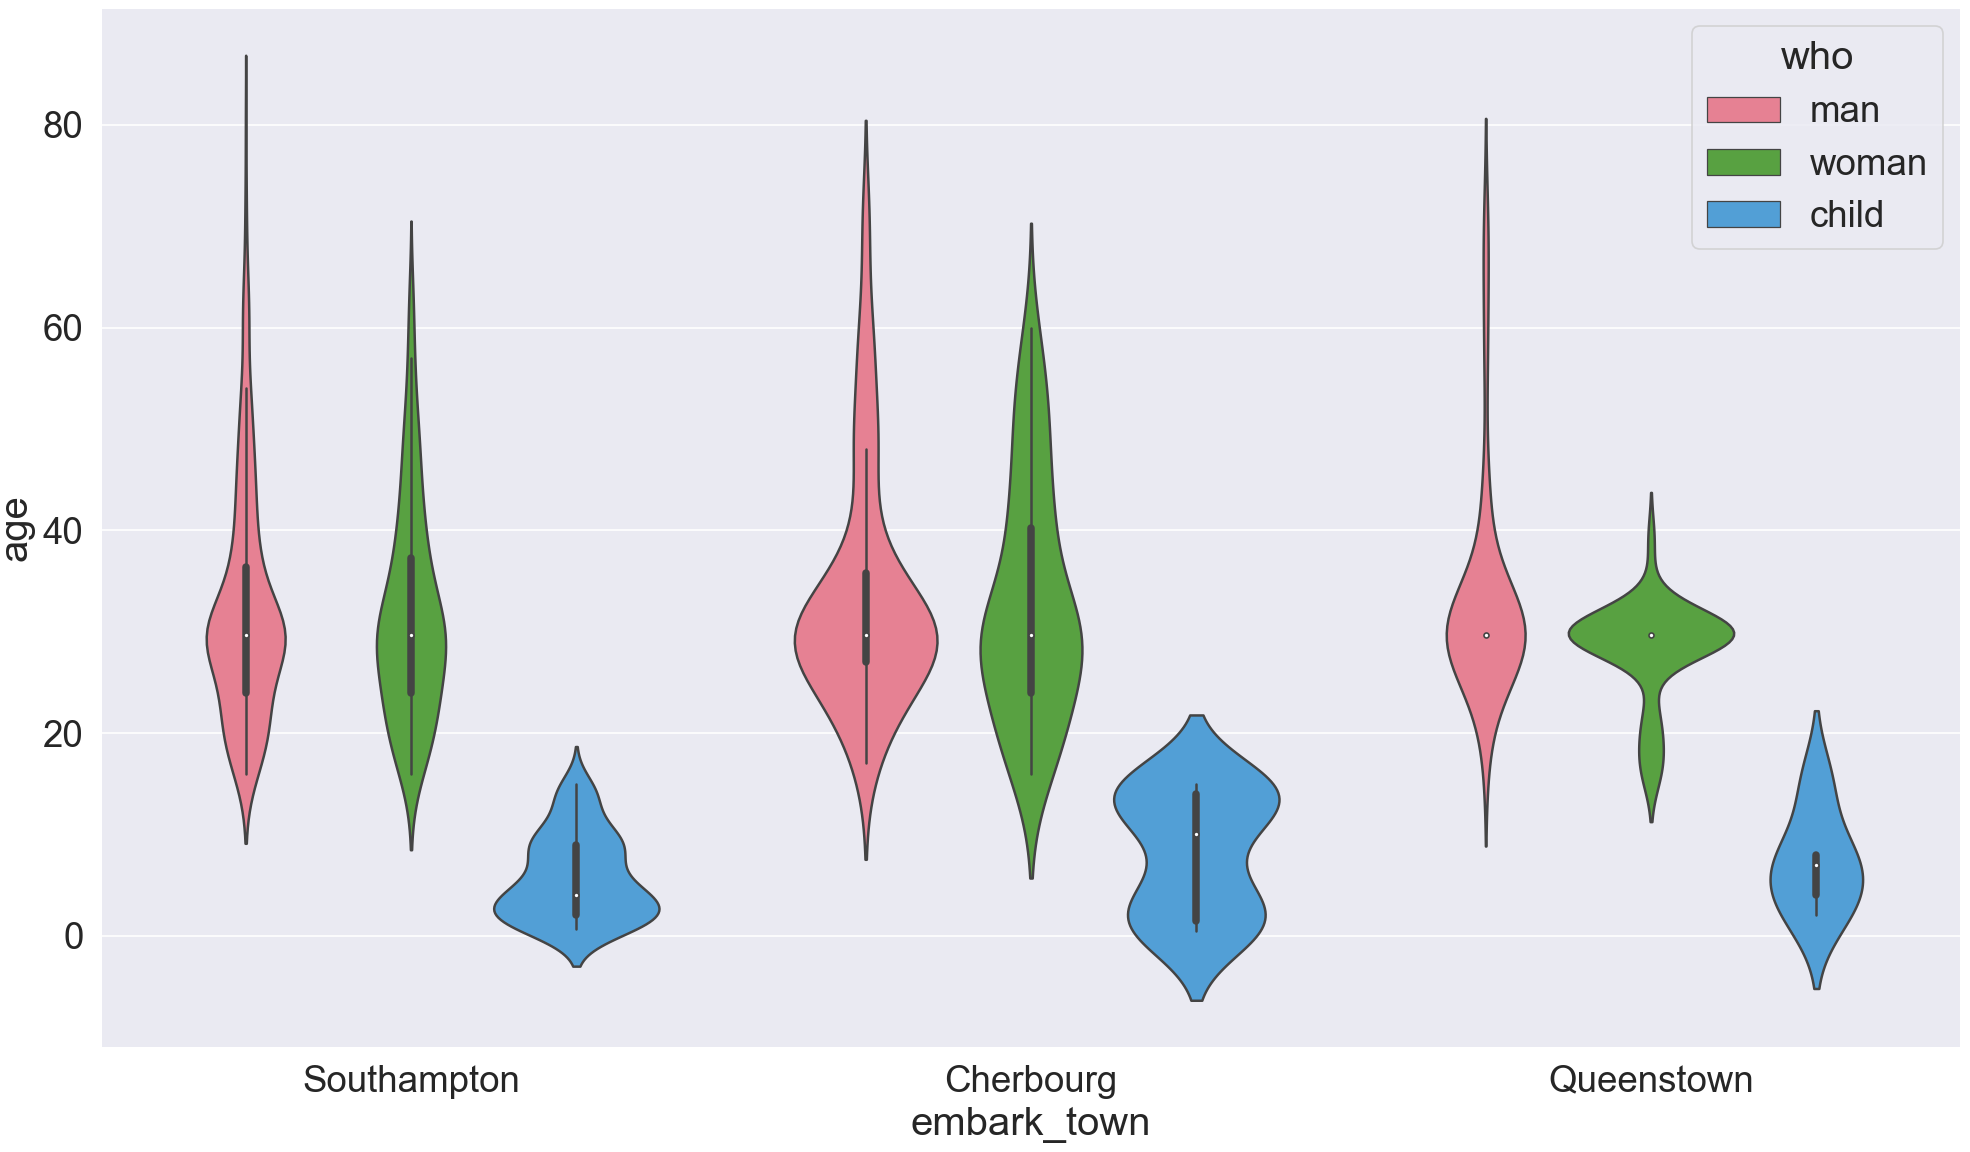 who
man
woman
child
80
60
40
20
0
age
Southampton
Cherbourg
Queenstown
embark_town